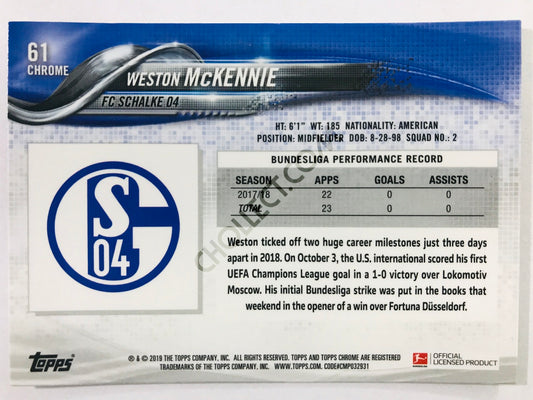 61
CHROME
WESTON McKENNIE
FC SCHALKE 04
HT: 6'1" WT: 185 NATIONALITY: AMERICAN
POSITION: MIDFIELDER DOB: 8-28-98 SQUAD NO.: 2
BUNDESLIGA PERFORMANCE RECORD
SEASON APPS GOALS ASSISTS
2017/18 22 0 0
TOTAL 23 0 0
S
04
Weston ticked off two huge career milestones just three days
apart in 2018. On October 3, the U.S. international scored his first
UEFA Champions League goal in a 1-0 victory over Lokomotiv
Moscow. His initial Bundesliga strike was put in the books that
weekend in the opener of a win over Fortuna Düsseldorf.
CHOLLECT.COM
Topps
® & © 2019 THE TOPPS COMPANY, INC. ALL RIGHTS RESERVED. TOPPS AND TOPPS CHROME ARE REGISTERED
TRADEMARKS OF THE TOPPS COMPANY, INC. WWW.TOPPS.COM. CODE#CMP032931
BUNDESLIGA
OFFICIAL
LICENSED PRODUCT